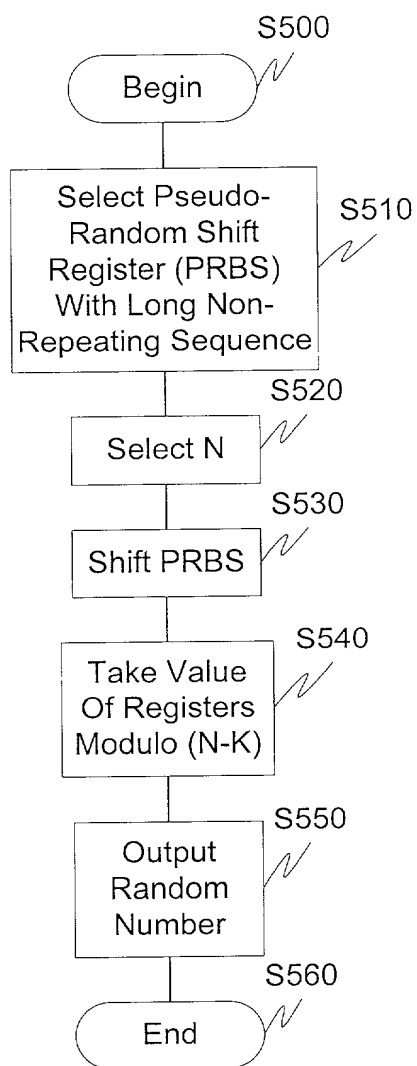 S500
Begin
S510
Select Pseudo-
Random Shift
Register (PRBS)
With Long Non-
Repeating Sequence
S520
Select N
S530
Shift PRBS
S540
Take Value
Of Registers
Modulo (N-K)
S550
Output
Random
Number
S560
End